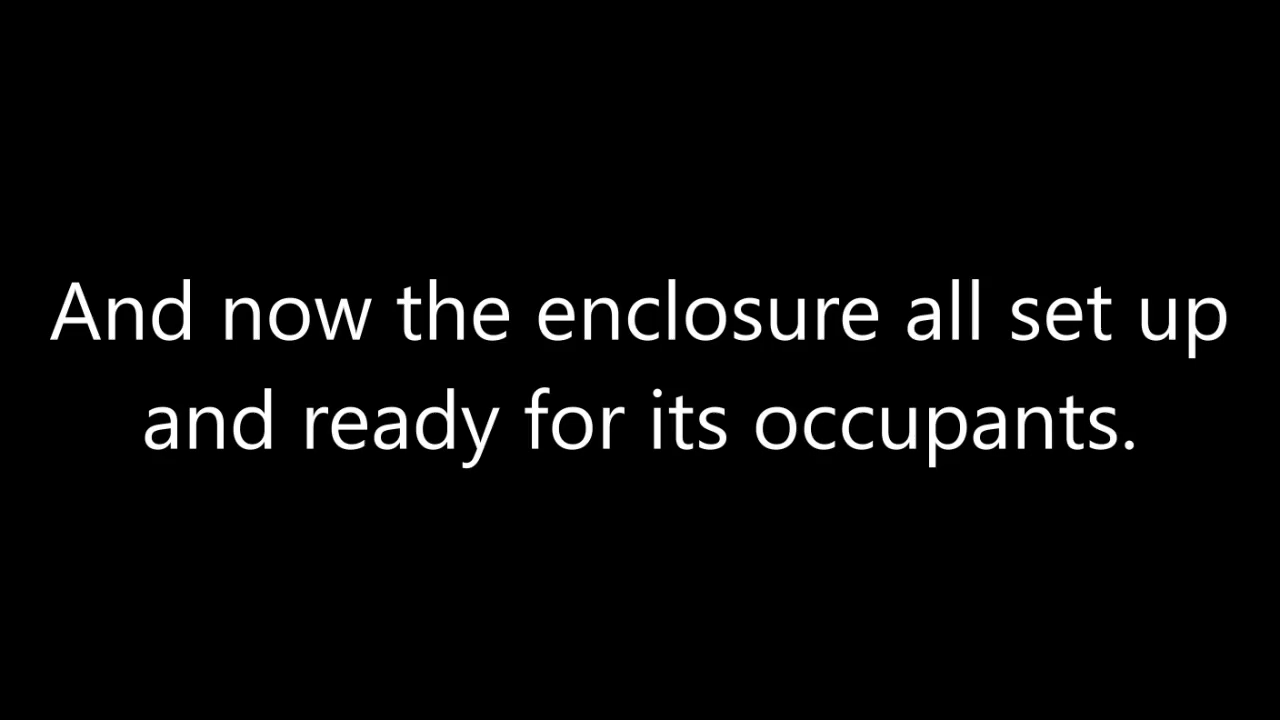 And now the enclosure all set up
and ready for its occupants.